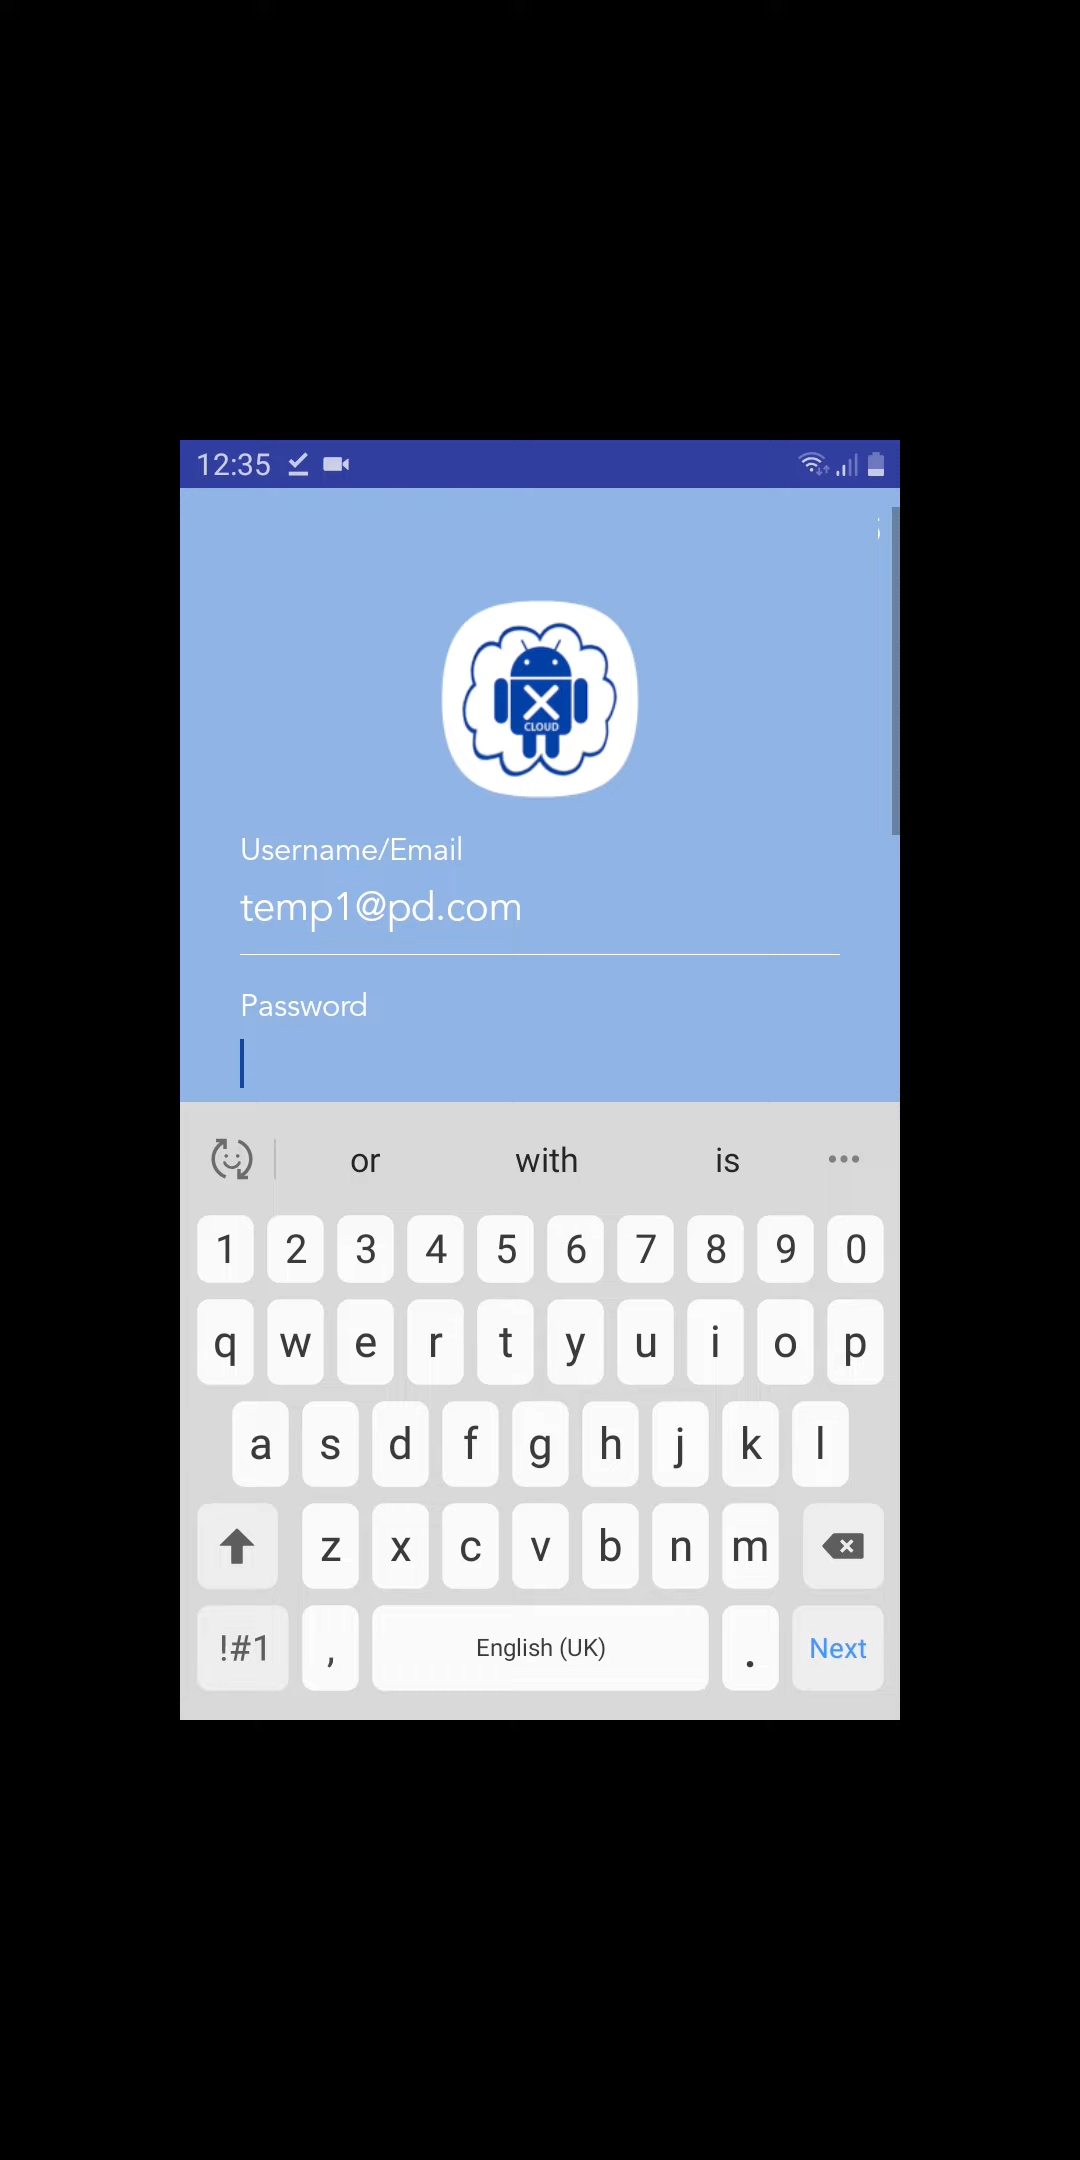 12:35
X
CLOUD
Username/Email
temp1@pd.com
Password
or with is
1 2 3 4 5 6 7 8 9 0
q w e r t y u i o p
a s d f g h j k l
z x c v b n m
!#1 , English (UK) . Next